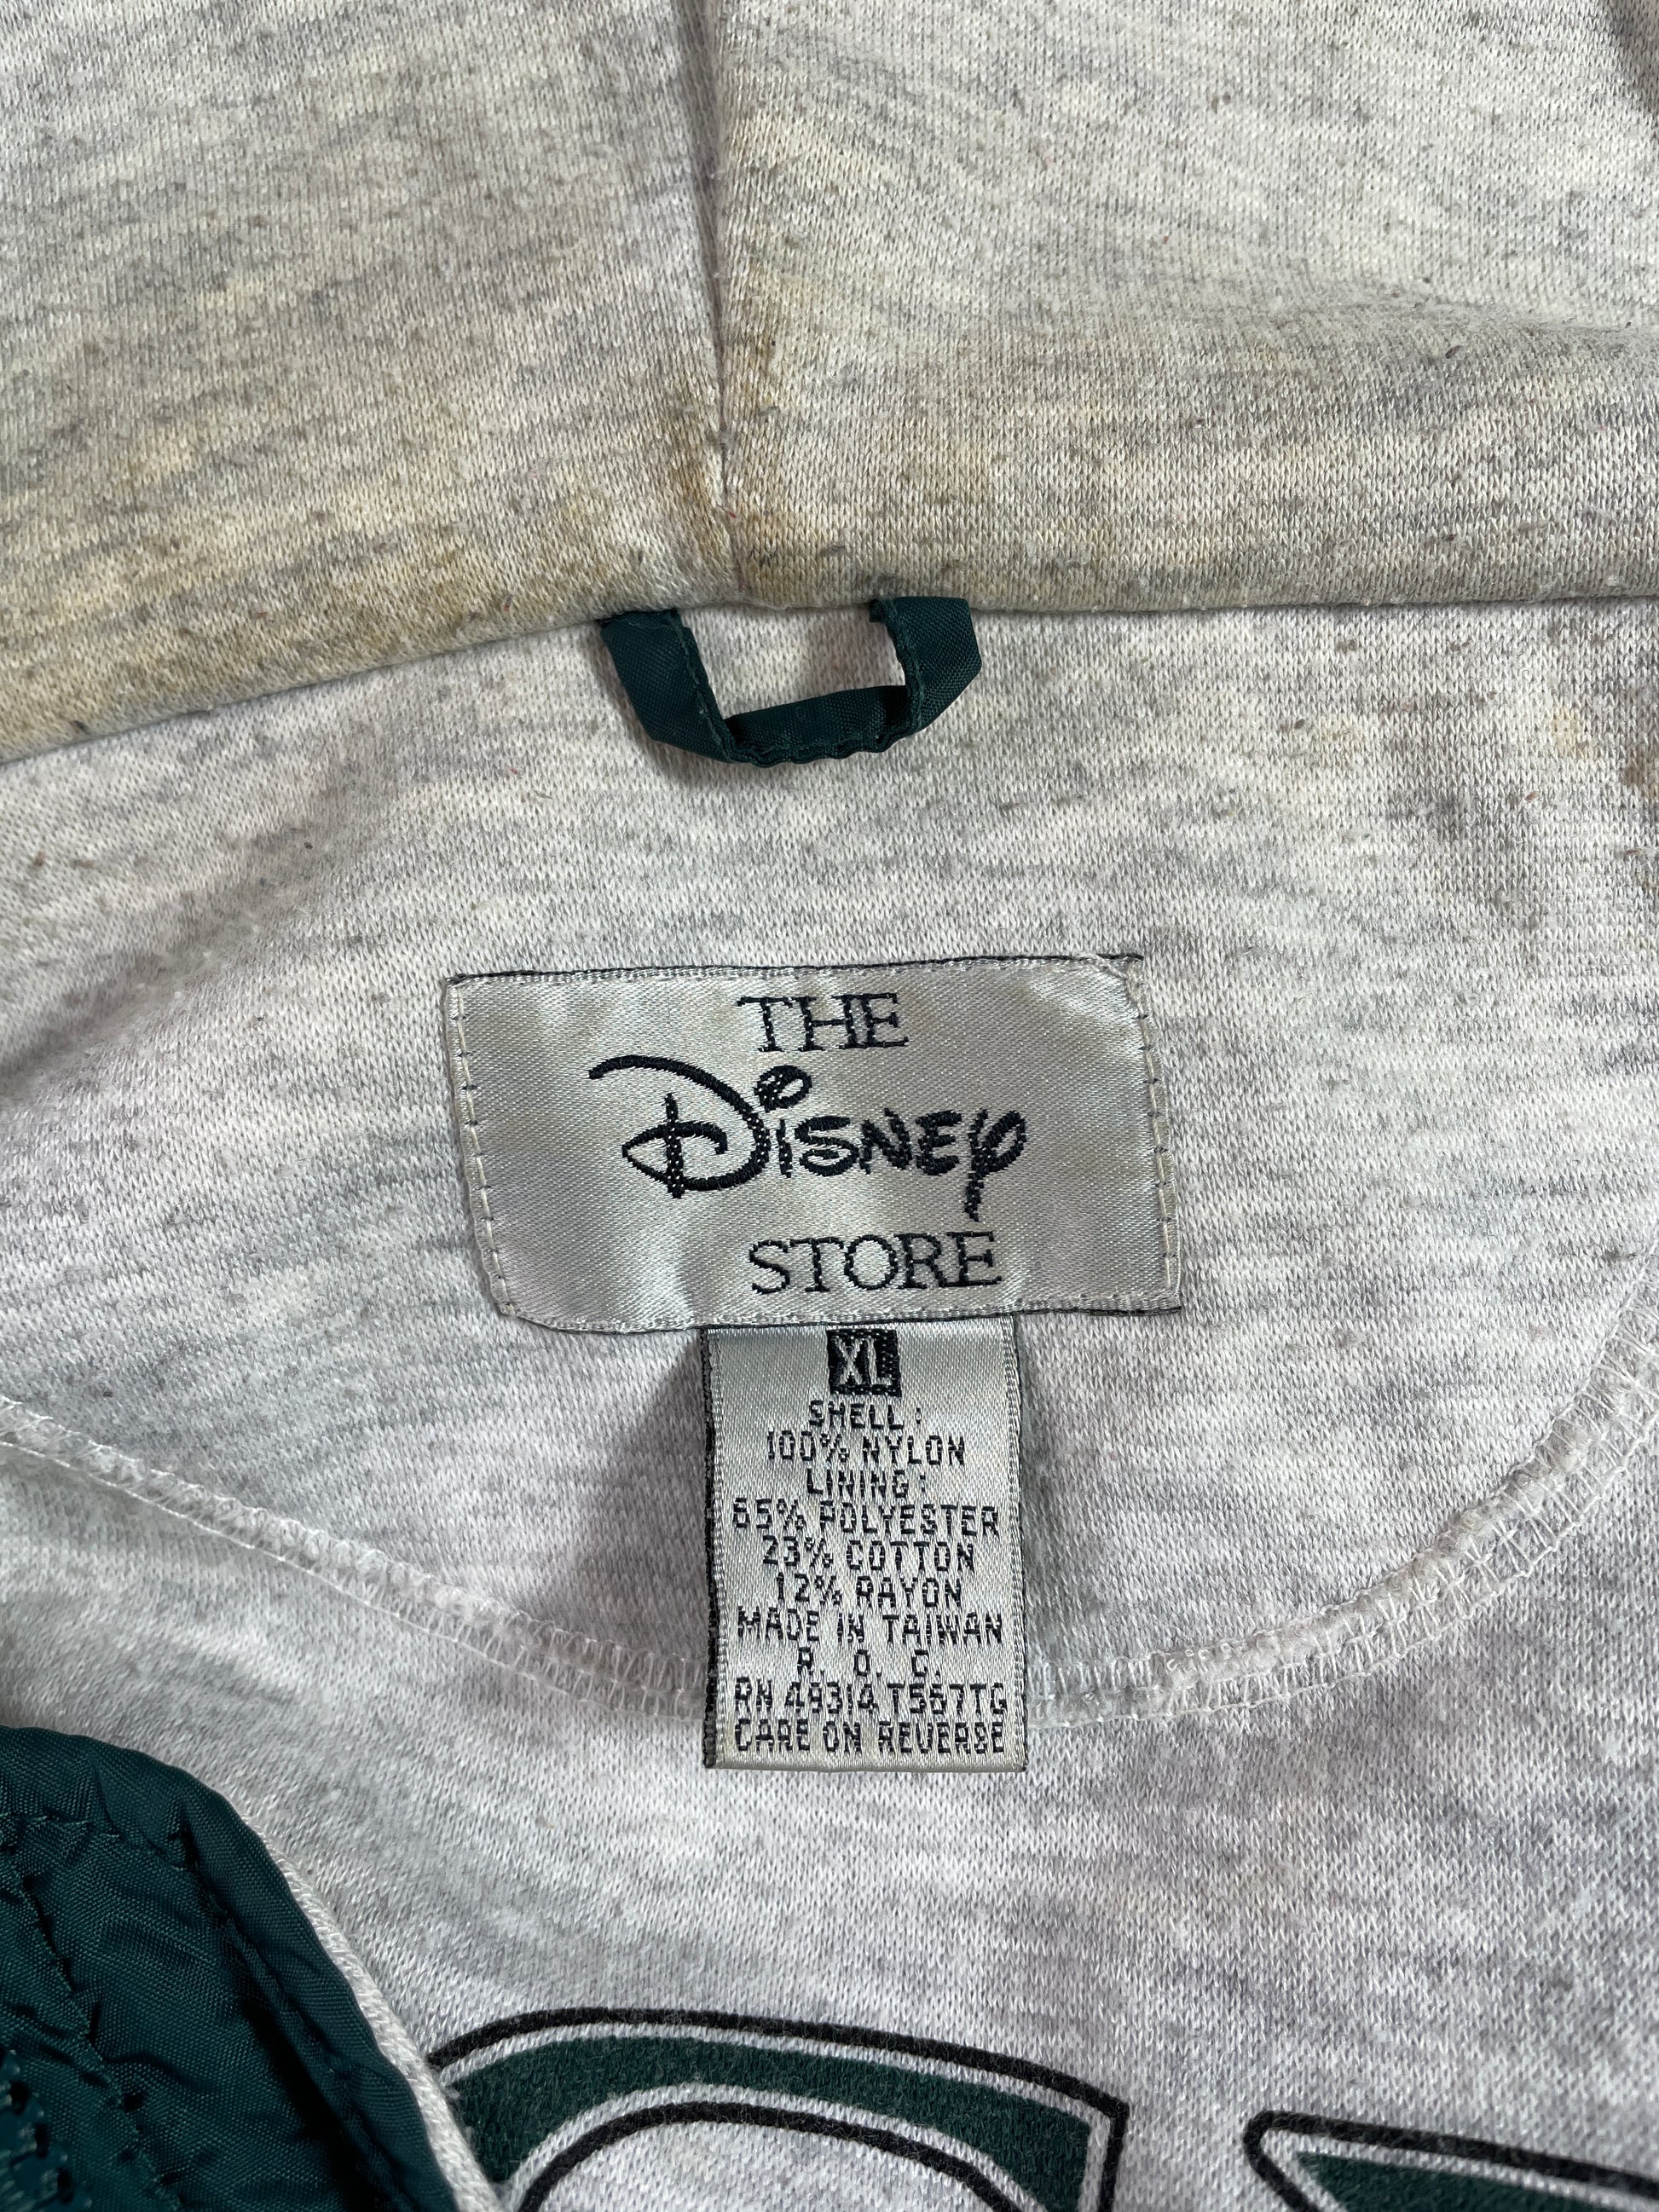 THE
Disney
STORE
XL
SHELL:
100% NYLON
LINING:
65% POLYESTER
23% COTTON
12% RAYON
MADE IN TAIWAN
R. O. C.
RN 49314 T557TG
CARE ON REVERSE